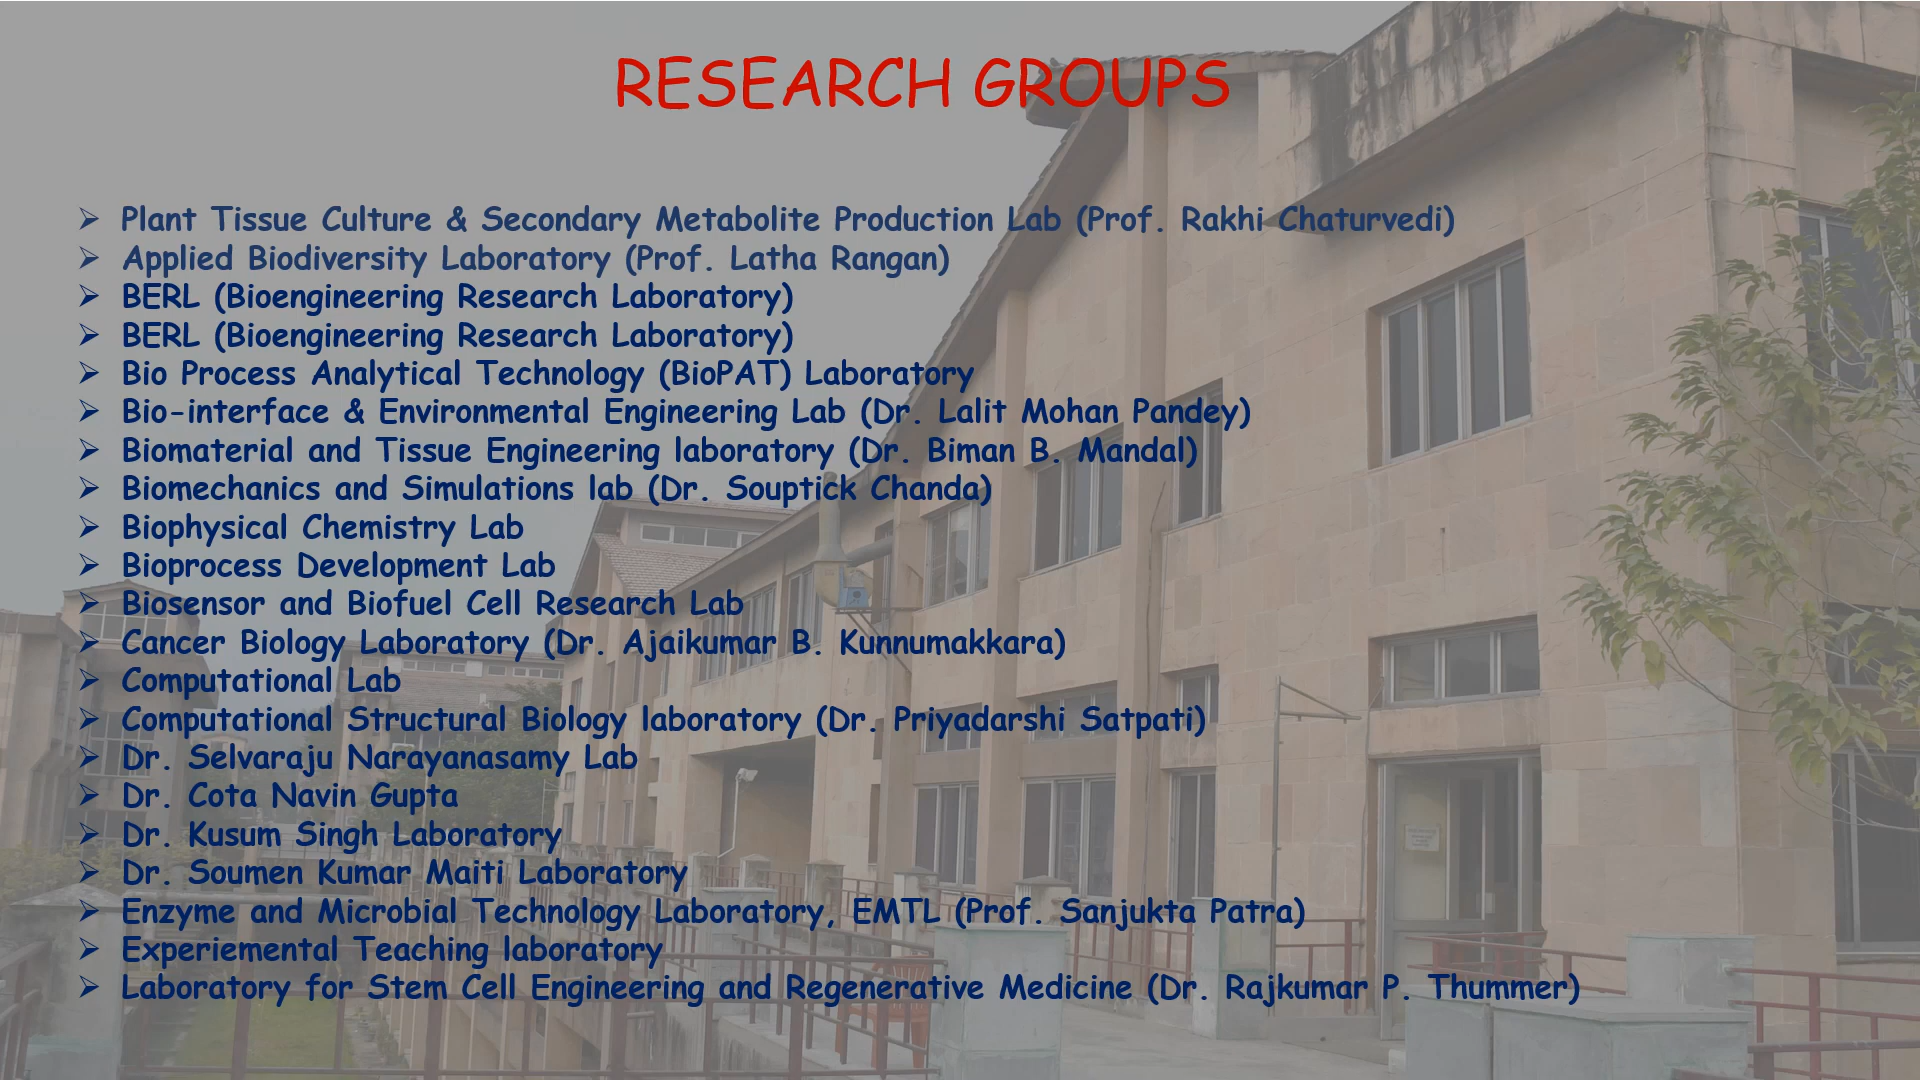 RESEARCH GROUPS
➢ Plant Tissue Culture & Secondary Metabolite Production Lab (Prof. Rakhi Chaturvedi)
➢ Applied Biodiversity Laboratory (Prof. Latha Rangan)
➢ BERL (Bioengineering Research Laboratory)
➢ BERL (Bioengineering Research Laboratory)
➢ Bio Process Analytical Technology (BioPAT) Laboratory
➢ Bio-interface & Environmental Engineering Lab (Dr. Lalit Mohan Pandey)
➢ Biomaterial and Tissue Engineering laboratory (Dr. Biman B. Mandal)
➢ Biomechanics and Simulations lab (Dr. Souptick Chanda)
➢ Biophysical Chemistry Lab
➢ Bioprocess Development Lab
➢ Biosensor and Biofuel Cell Research Lab
➢ Cancer Biology Laboratory (Dr. Ajaikumar B. Kunnumakkara)
➢ Computational Lab
➢ Computational Structural Biology laboratory (Dr. Priyadarshi Satpati)
➢ Dr. Selvaraju Narayanasamy Lab
➢ Dr. Cota Navin Gupta
➢ Dr. Kusum Singh Laboratory
➢ Dr. Soumen Kumar Maiti Laboratory
➢ Enzyme and Microbial Technology Laboratory, EMTL (Prof. Sanjukta Patra)
➢ Experiemental Teaching laboratory
➢ Laboratory for Stem Cell Engineering and Regenerative Medicine (Dr. Rajkumar P. Thummer)